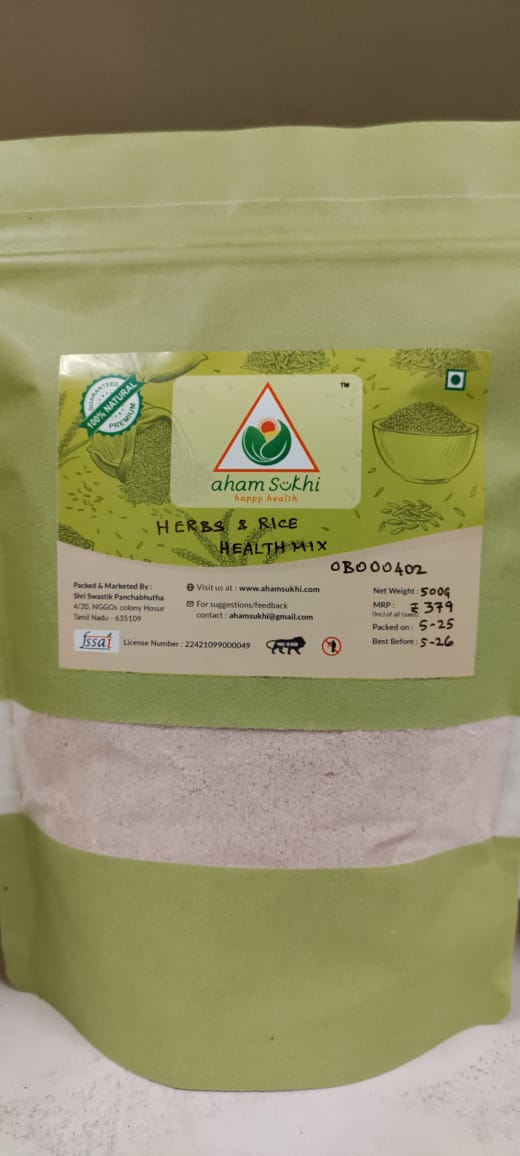 GUARANTEED
100% NATURAL
PREMIUM
TM
aham Sukhi
happy health
HERBS & RICE
HEALTH MIX
OB000402
Packed & Marketed By :
Shri Swastik Panchabhutha
4/20, NGGOs colony Hosur
Tamil Nadu - 635109
Visit us at : www.ahamsukhi.com
For suggestions/feedback
contact : ahamsukhi@gmail.com
Net Weight : 500G
MRP : ₹ 379
(Incl of all taxes)
Packed on : 5-25
Best Before : 5-26
fssai License Number : 22421099000049